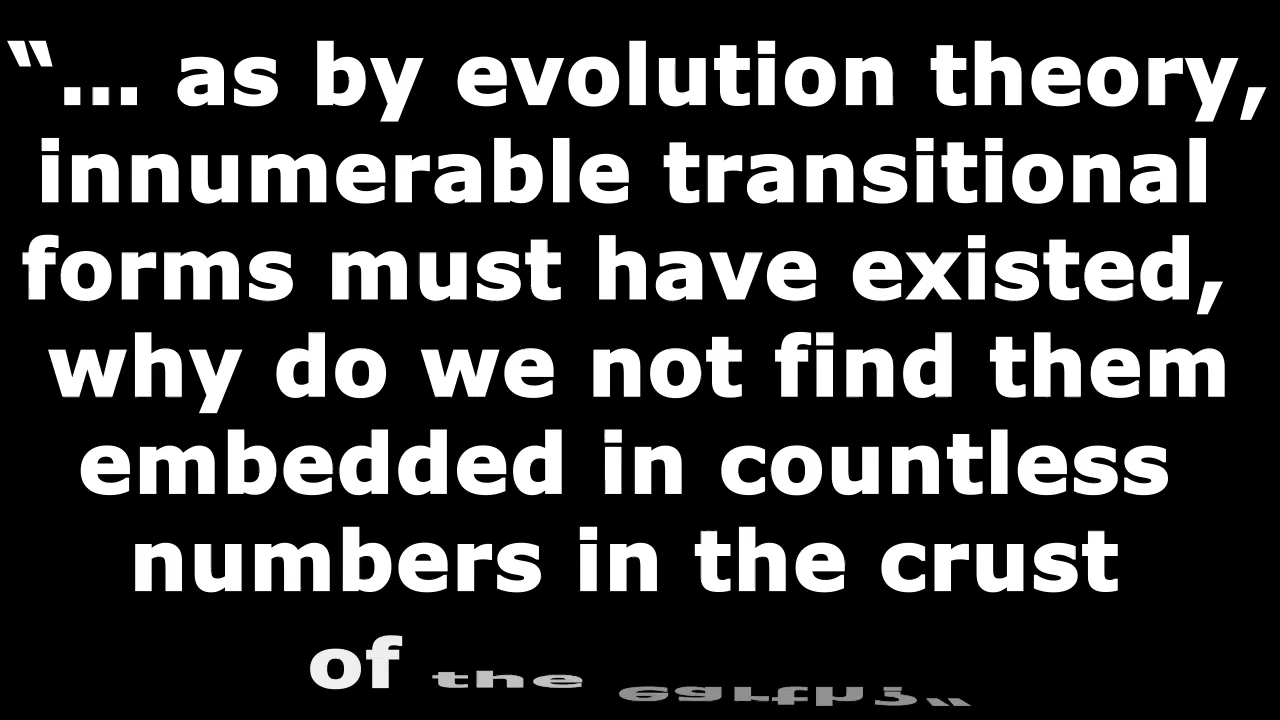 “... as by evolution theory,
innumerable transitional
forms must have existed,
why do we not find them
embedded in countless
numbers in the crust
of the